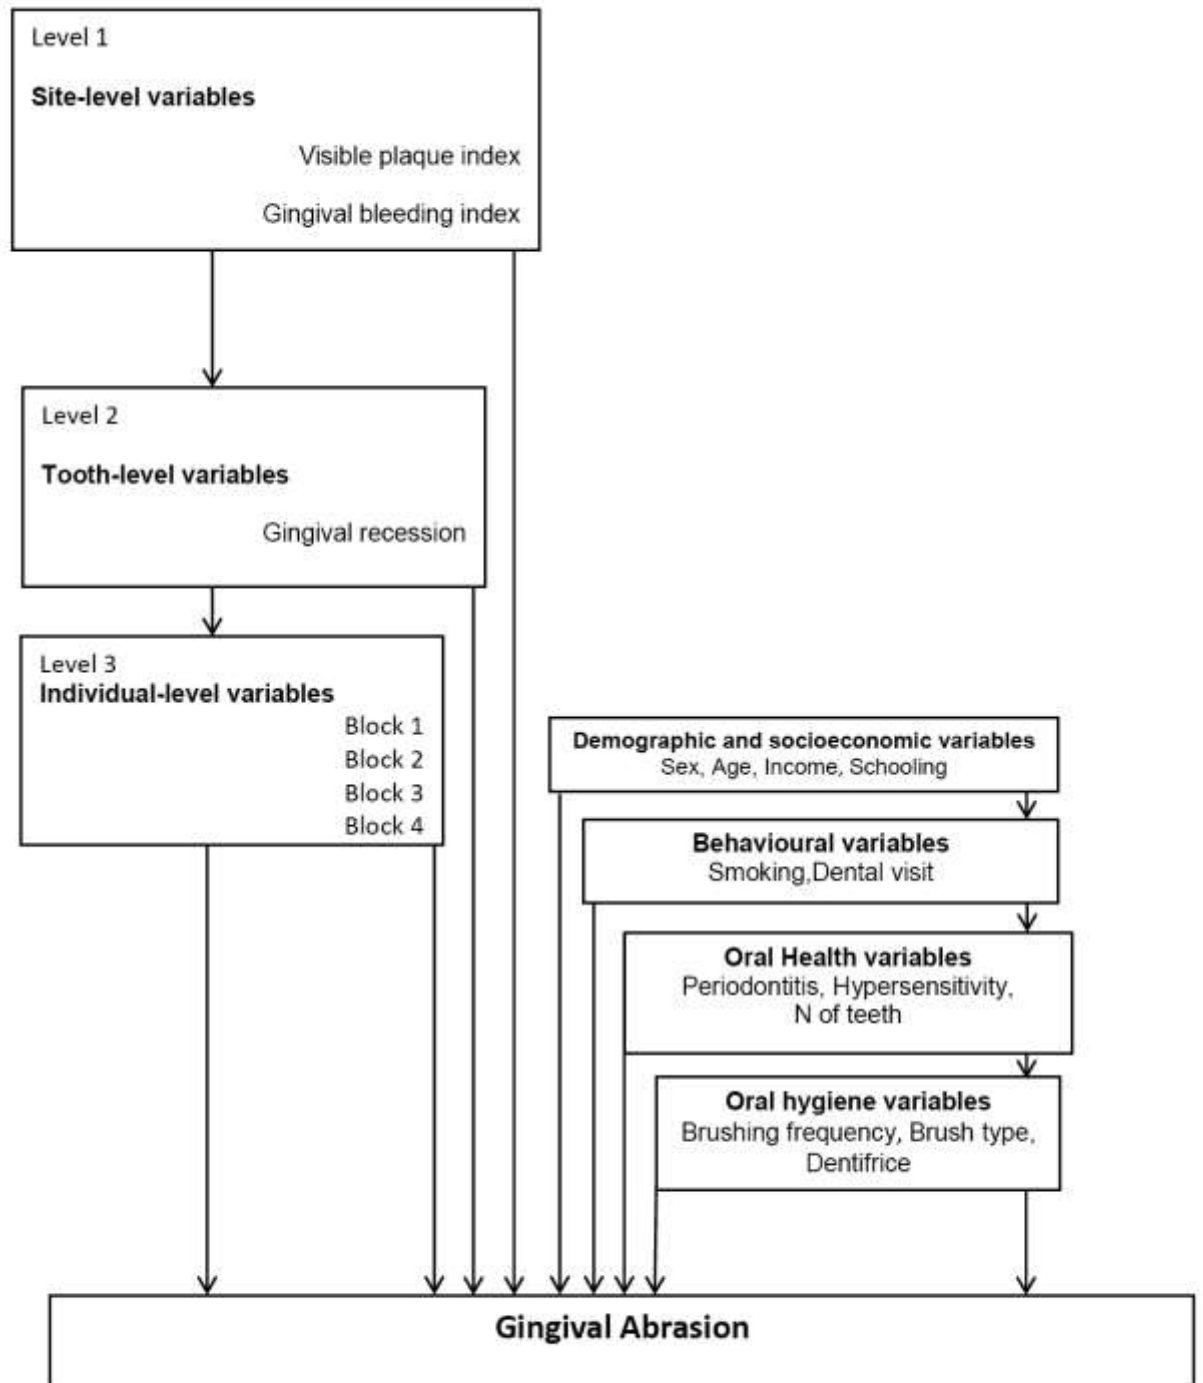 Level 1
Site-level variables
Visible plaque index
Gingival bleeding index
Level 2
Tooth-level variables
Gingival recession
Level 3
Individual-level variables
Block 1
Block 2
Block 3
Block 4
Demographic and socioeconomic variables
Sex, Age, Income, Schooling
Behavioural variables
Smoking,Dental visit
Oral Health variables
Periodontitis, Hypersensitivity,
N of teeth
Oral hygiene variables
Brushing frequency, Brush type,
Dentifrice
Gingival Abrasion